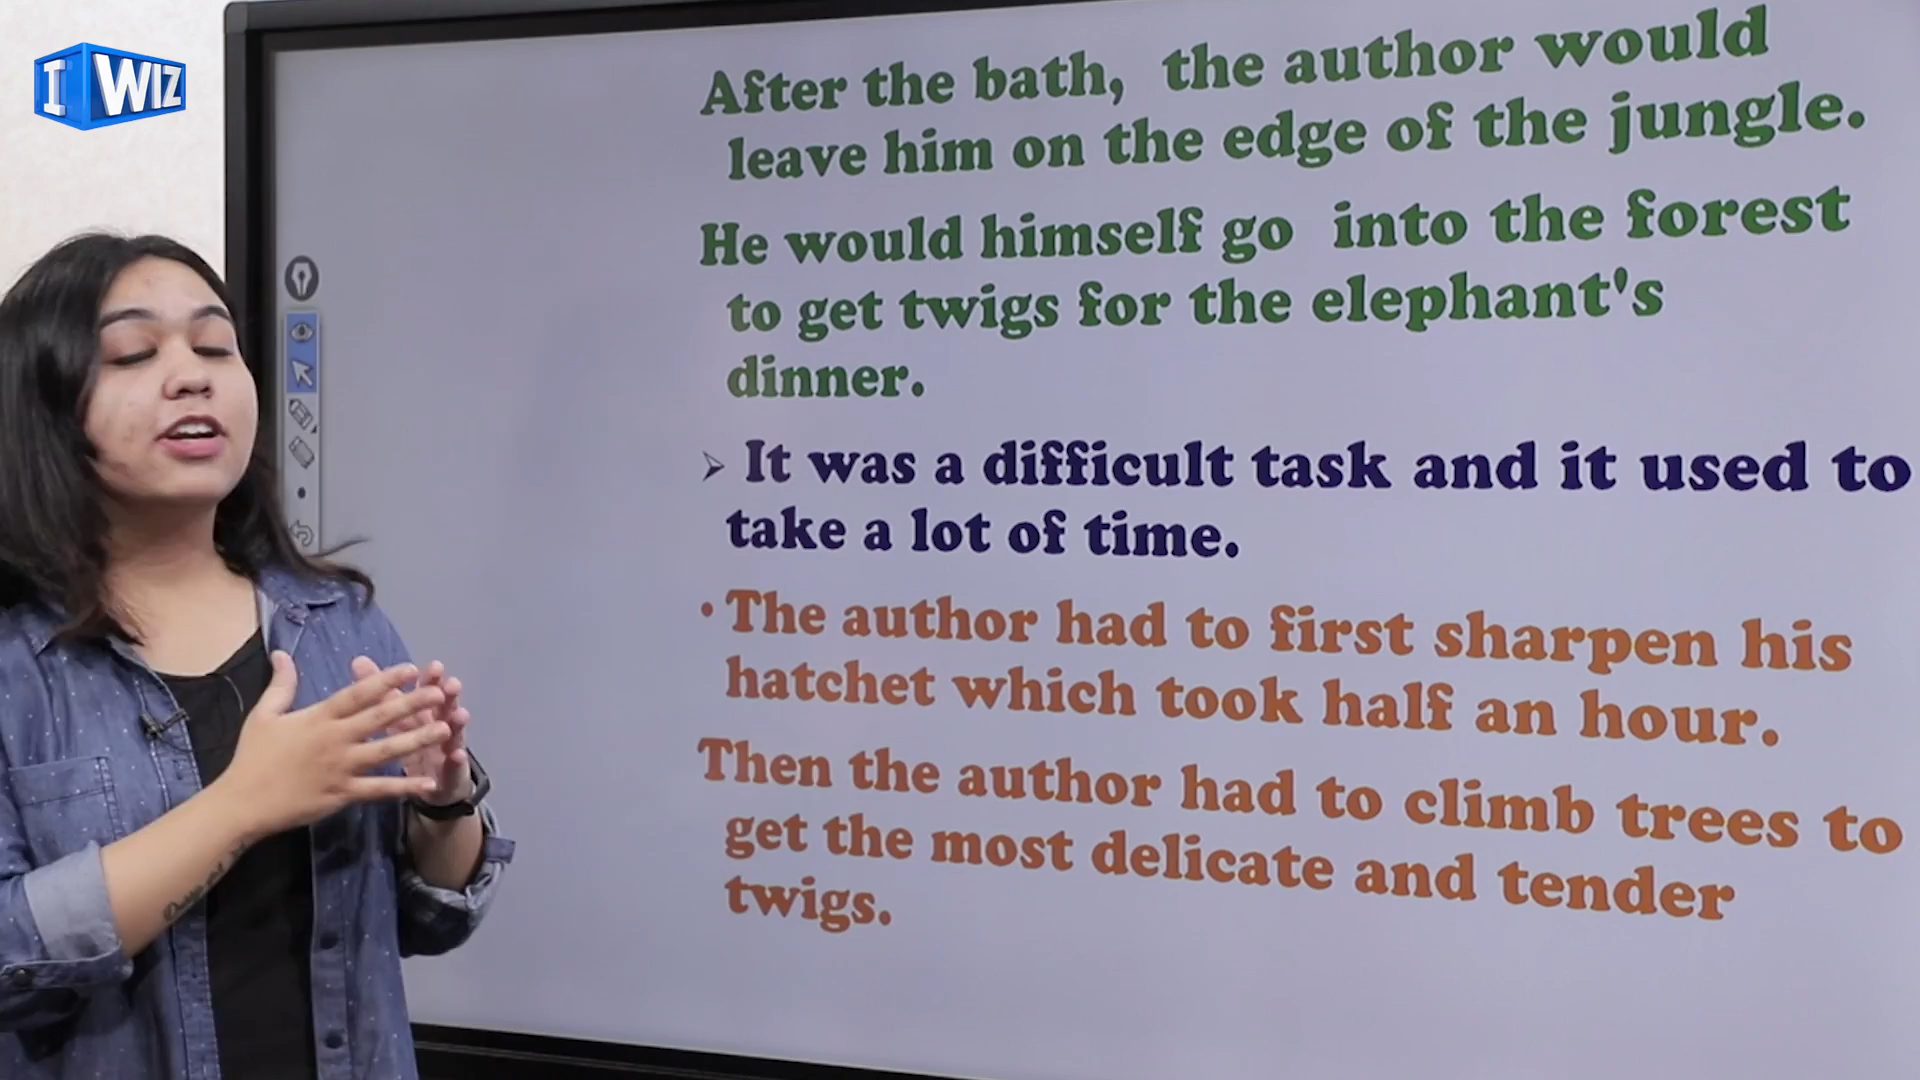 I WIZ
After the bath, the author would
leave him on the edge of the jungle.
He would himself go into the forest
to get twigs for the elephant's
dinner.
It was a difficult task and it used to
take a lot of time.
• The author had to first sharpen his
hatchet which took half an hour.
Then the author had to climb trees to
get the most delicate and tender
twigs.